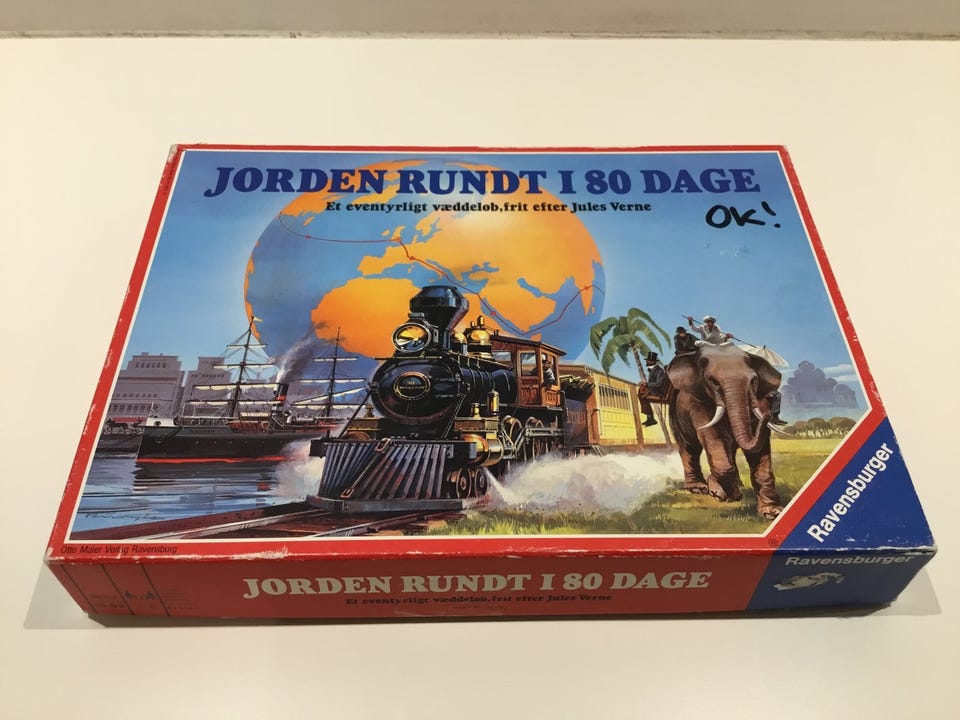 JORDEN RUNDT I 80 DAGE
Et eventyrligt væddeløb, frit efter Jules Verne
OK!
Ravensburger
Otto Maier Verlag Ravensburg
JORDEN RUNDT I 80 DAGE
Et eventyrligt væddeløb, frit efter Jules Verne
Ravensburger